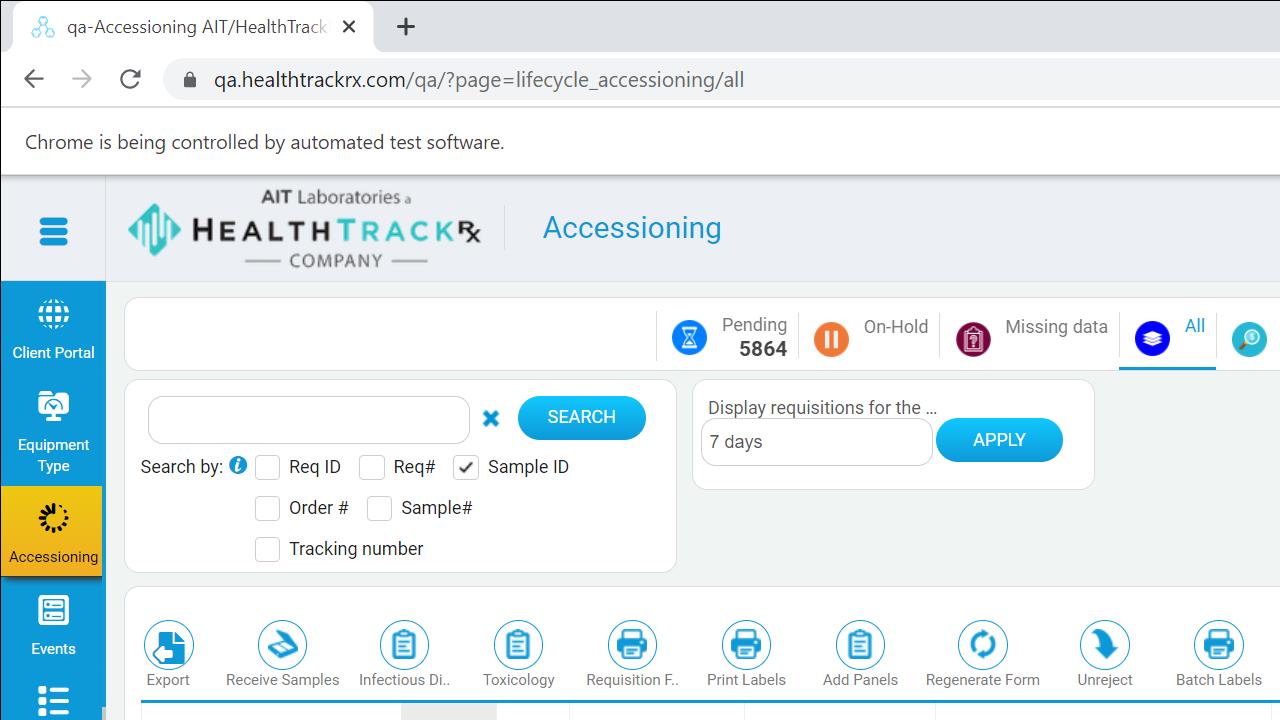 qa-Accessioning AIT/HealthTrack
qa.healthtrackrx.com/qa/?page=lifecycle_accessioning/all
Chrome is being controlled by automated test software.
AIT Laboratories a
HEALTHTRACKRx
COMPANY
Accessioning
Client Portal
Equipment
Type
Accessioning
Events
Pending
5864
On-Hold
Missing data
All
SEARCH
Search by:
Req ID
Req#
Sample ID
Order #
Sample#
Tracking number
Display requisitions for the ...
7 days
APPLY
Export
Receive Samples
Infectious Di..
Toxicology
Requisition F..
Print Labels
Add Panels
Regenerate Form
Unreject
Batch Labels